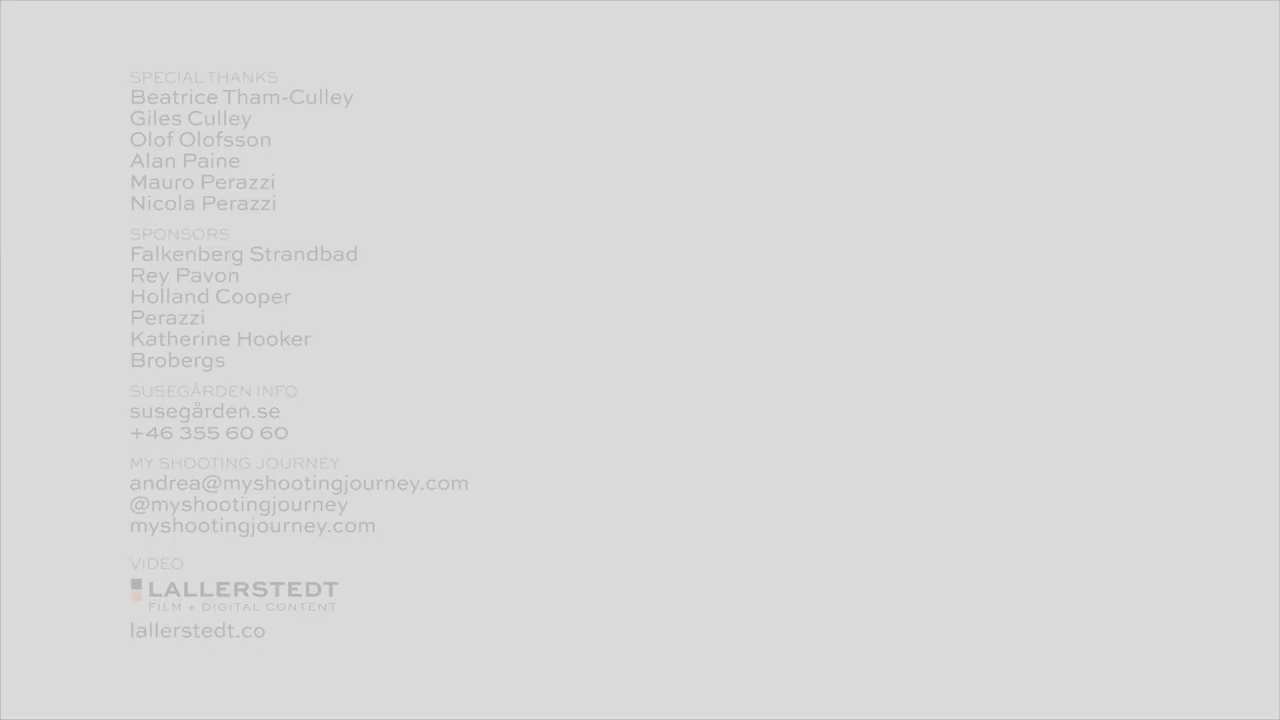 SPECIAL THANKS
Beatrice Tham-Culley
Giles Culley
Olof Olofsson
Alan Paine
Mauro Perazzi
Nicola Perazzi
SPONSORS
Falkenberg Strandbad
Rey Pavon
Holland Cooper
Perazzi
Katherine Hooker
Brobergs
SUSEGÅRDEN INFO
susegården.se
+46 355 60 60
MY SHOOTING JOURNEY
andrea@myshootingjourney.com
@myshootingjourney
myshootingjourney.com
VIDEO
LALLERSTEDT
FILM + DIGITAL CONTENT
lallerstedt.co